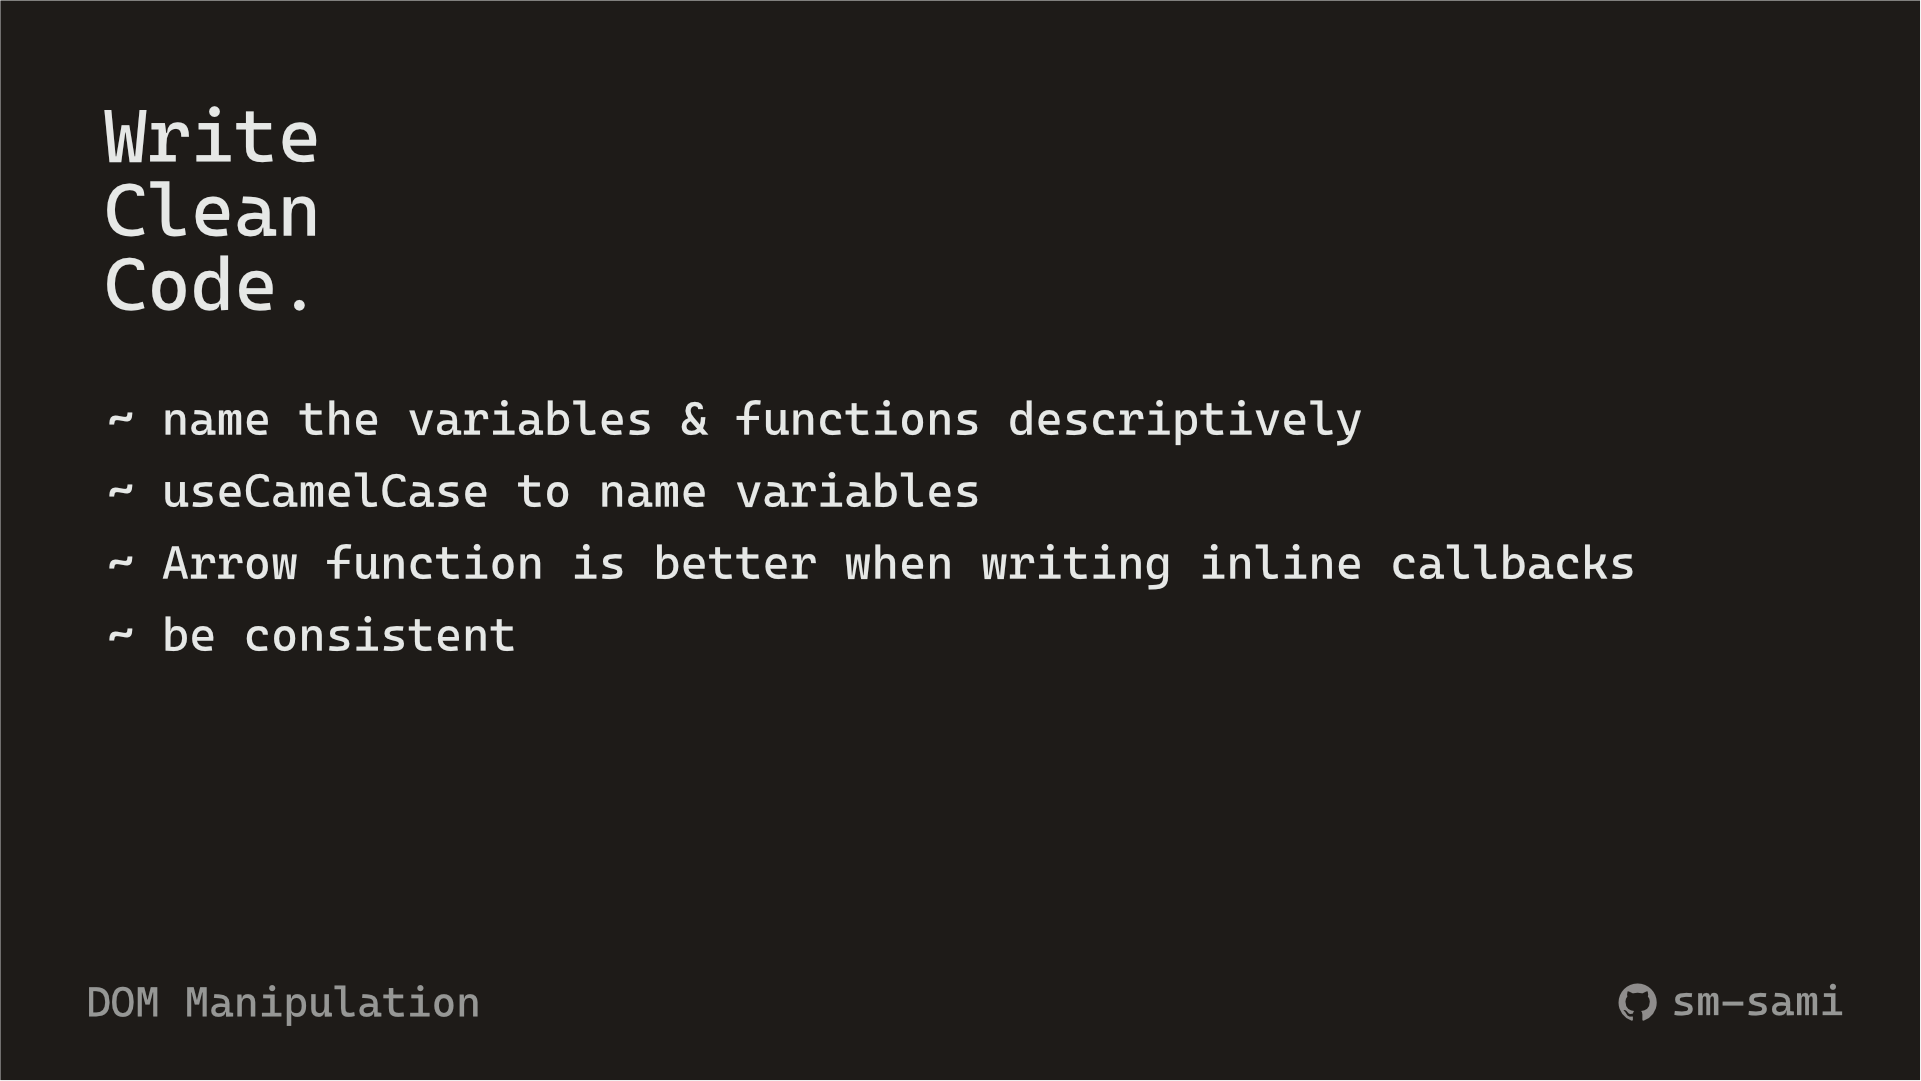 Write
Clean
Code.
~ name the variables & functions descriptively
~ useCamelCase to name variables
~ Arrow function is better when writing inline callbacks
~ be consistent
DOM Manipulation
sm-sami